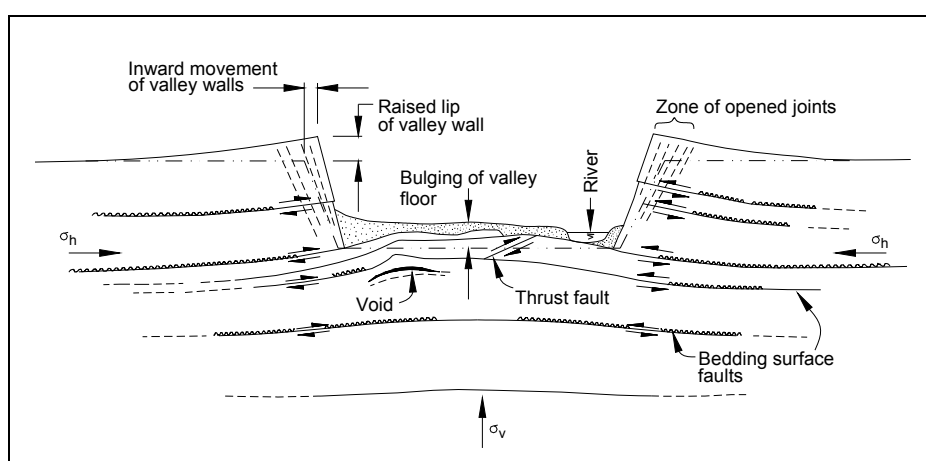 Inward movement
of valley walls
Raised lip
of valley wall
Zone of opened joints
Bulging of valley
floor
River
σh
σh
Void
Thrust fault
Bedding surface
faults
σv